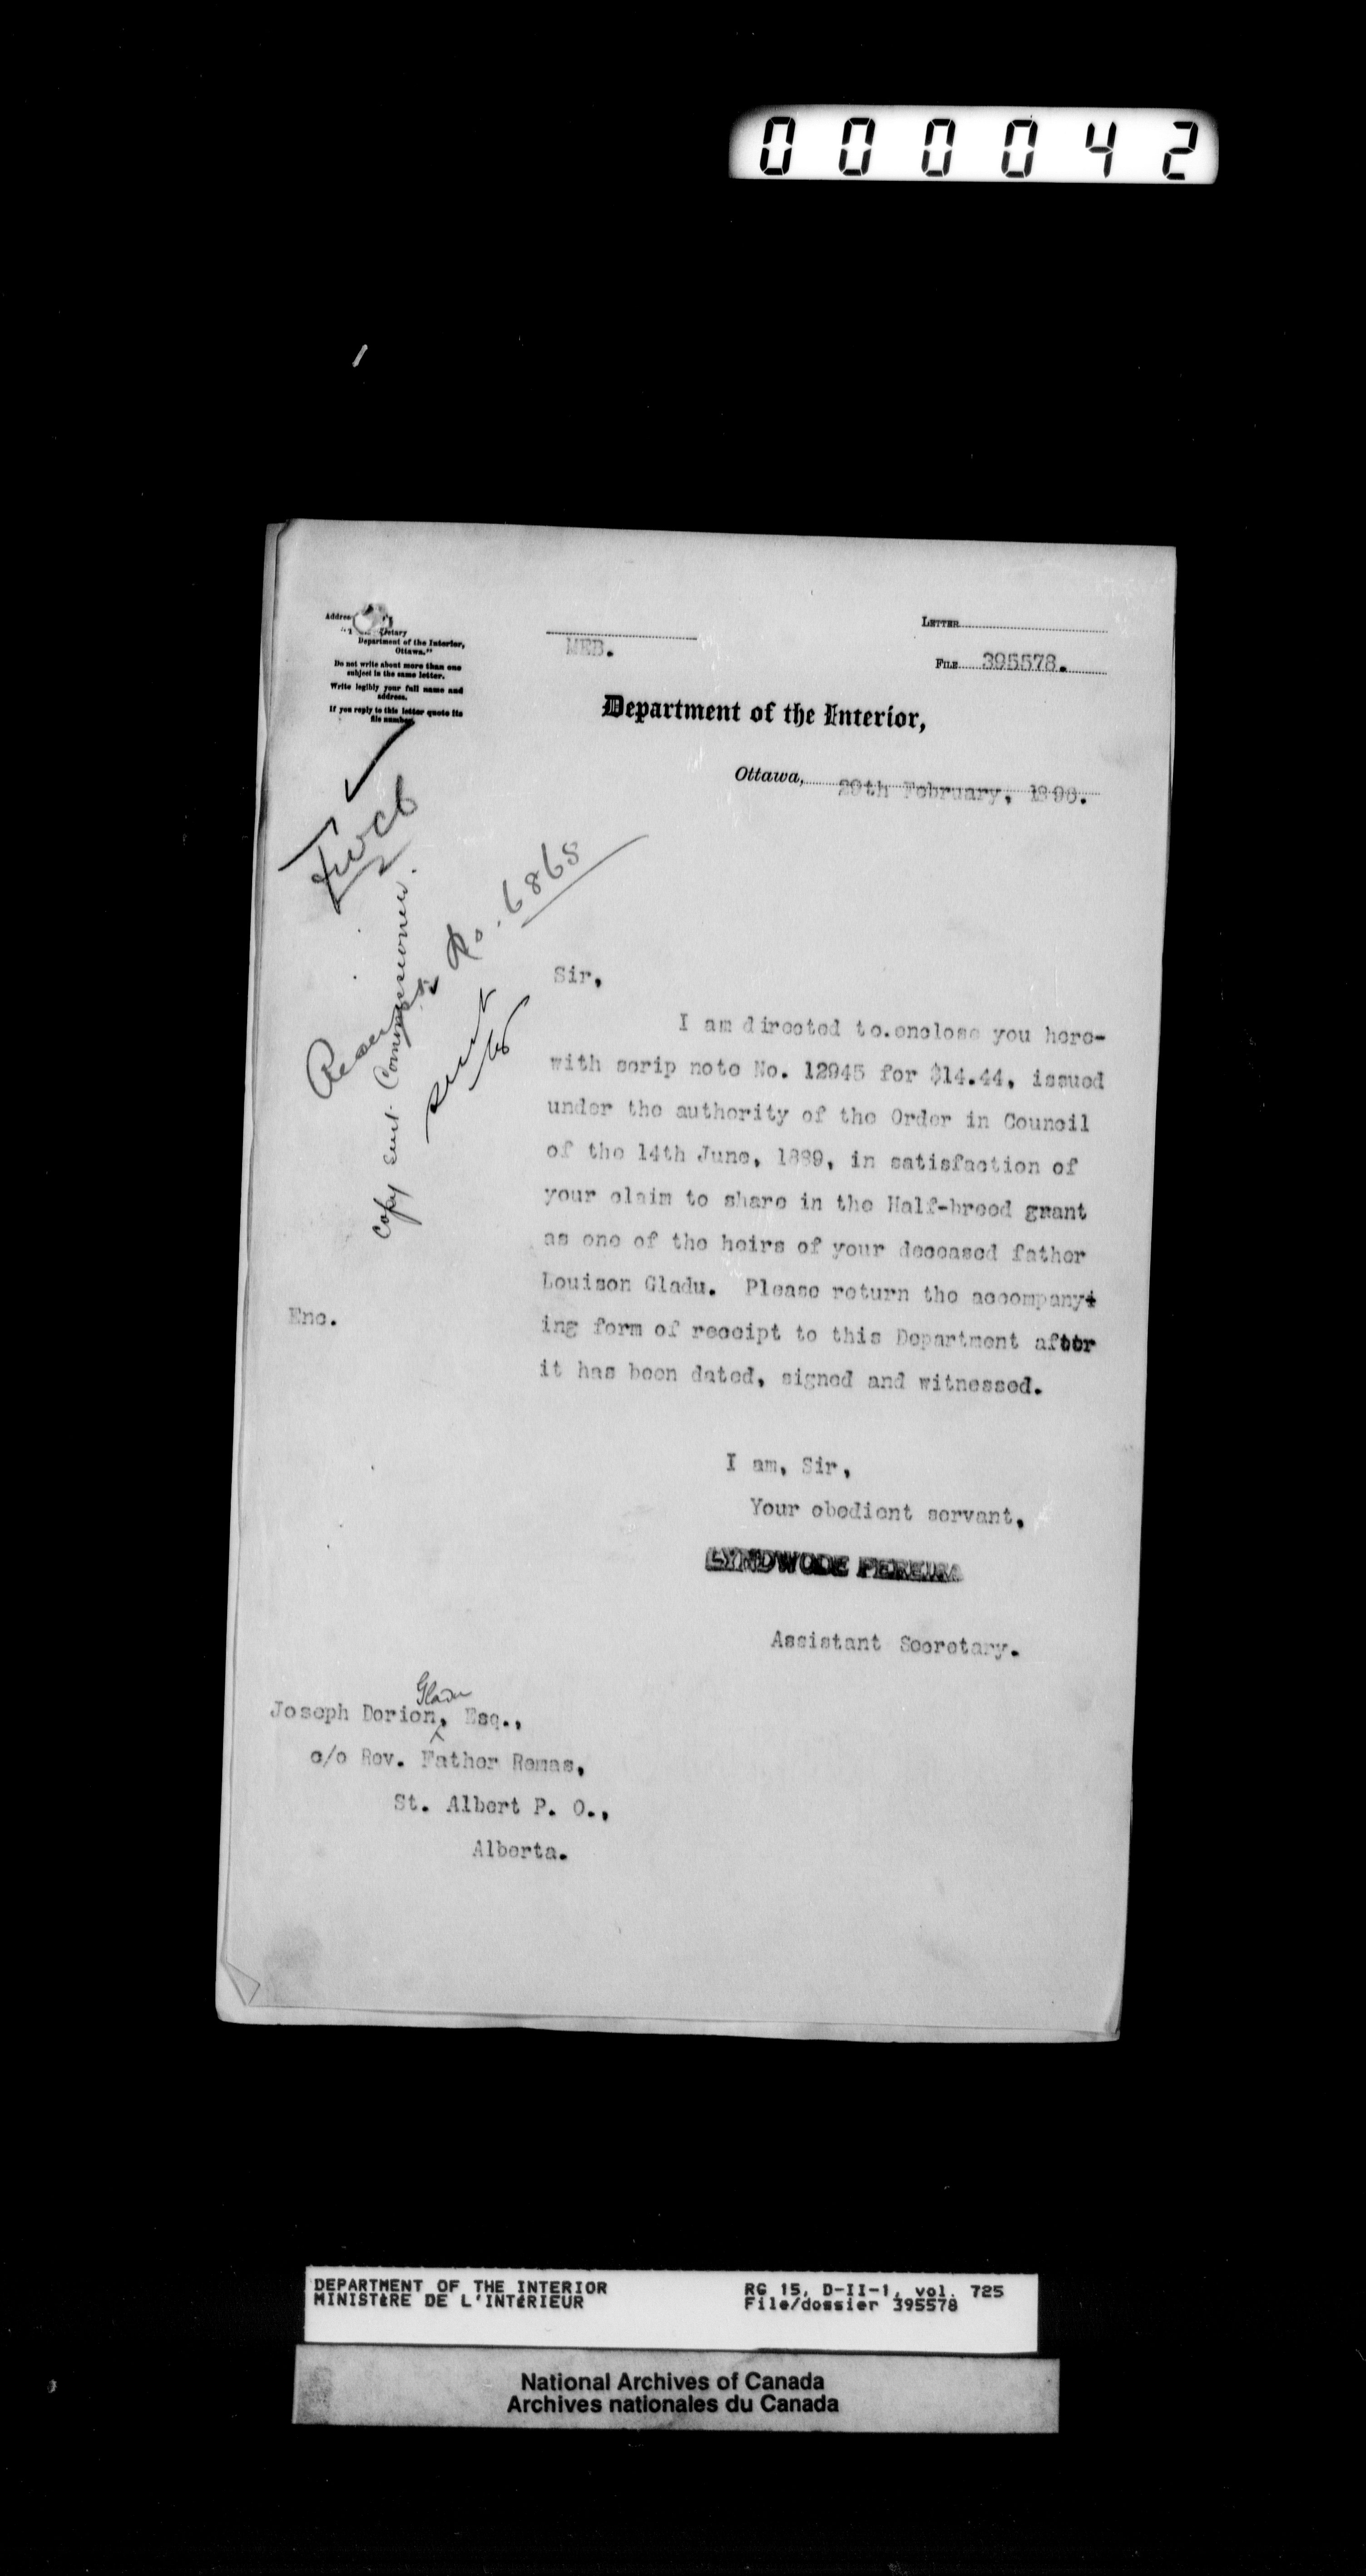 000042
Department of the Interior,
Ottawa."
Do not write about more than one
subject in the same letter.
Write legibly your full name and
address.
If you reply to this letter quote its
file number.
MEB.
LETTER
FILE 395578.
Department of the Interior,
Ottawa, 20th February, 1896.
No. 6865
Copy sent Commissioner.
Sir,
I am directed to.enclose you here-
with scrip note No. 12945 for $14.44, issued
under the authority of the Order in Council
of the 14th June, 1889, in satisfaction of
your claim to share in the Half-breed grant
as one of the heirs of your deceased father
Louison Gladu. Please return the accompany
ing form of receipt to this Department after
it has been dated, signed and witnessed.
Enc.
I am, Sir,
Your obedient servant,
LYNDWODE PEREIRA
Assistant Secretary.
Gladu
Joseph Dorion, Esq.,
c/o Rev. Father Remas,
St. Albert P. O.,
Alberta.
DEPARTMENT OF THE INTERIOR
MINISTÈRE DE L'INTÉRIEUR
RG 15, D-II-1, vol. 725
File/dossier 395578
National Archives of Canada
Archives nationales du Canada